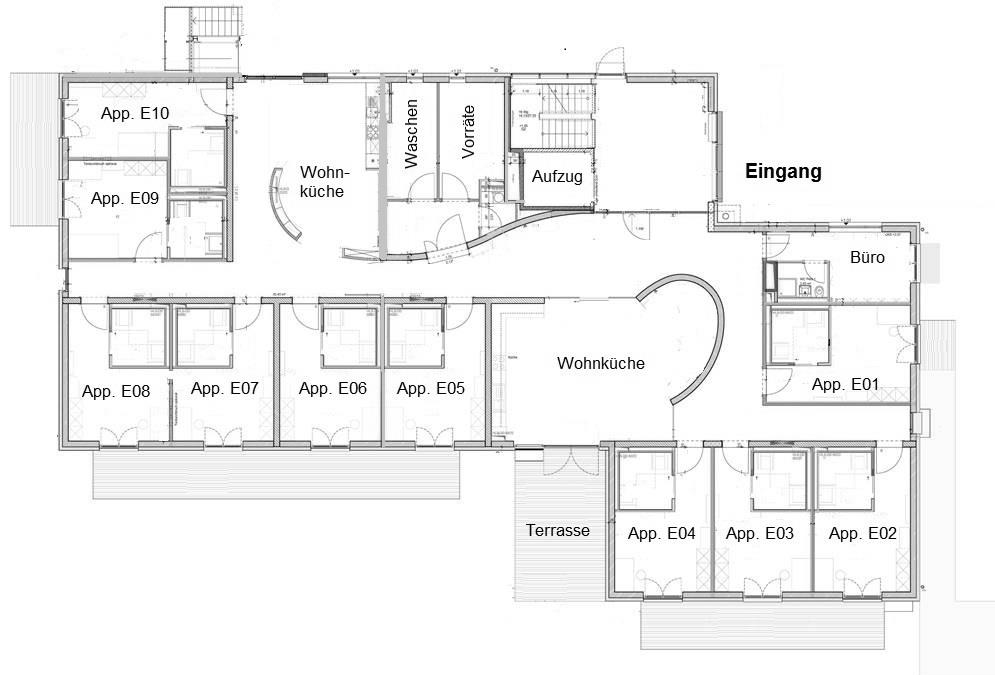 App. E10
Waschen
Vorräte
Wohn-
küche
Aufzug
Eingang
App. E09
Büro
Wohnküche
App. E08
App. E07
App. E06
App. E05
App. E01
Terrasse
App. E04
App. E03
App. E02